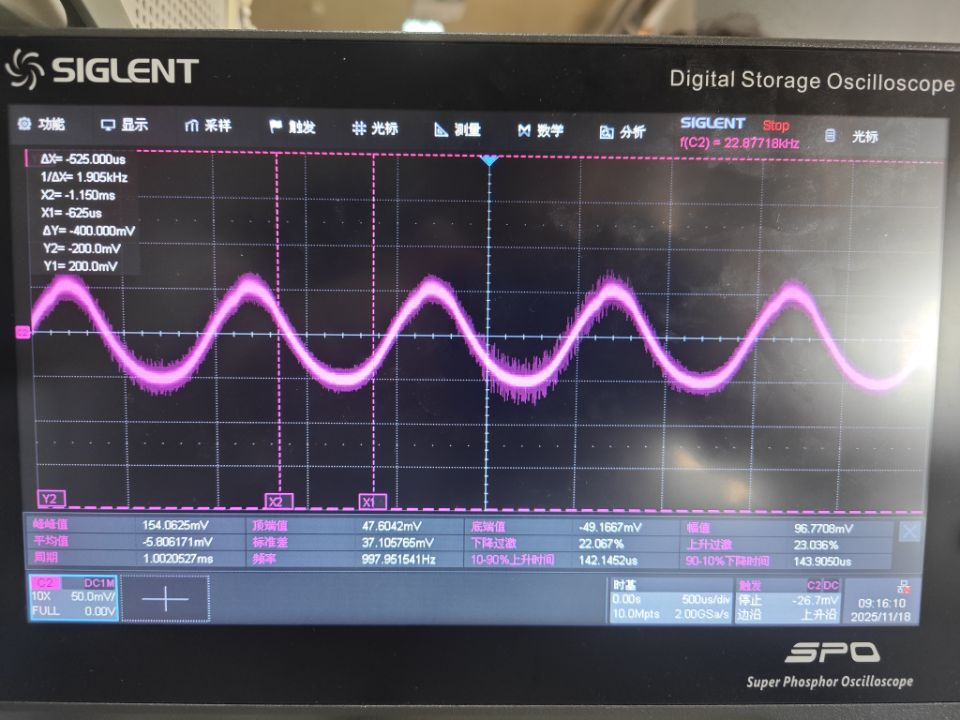 SIGLENT
Digital Storage Oscilloscope
功能 显示 采样 触发 光标 测量 数学 分析 SIGLENT Stop 光标
f(C2) = 22.87718kHz
ΔX= -525.000us
1/ΔX= 1.905kHz
X2= -1.150ms
X1= -625us
ΔY= -400.000mV
Y2= -200.0mV
Y1= 200.0mV
Y2 X2 X1
峰峰值 154.0625mV 顶端值 47.6042mV 底端值 -49.1667mV 幅值 96.7708mV
平均值 -5.806171mV 标准差 37.105765mV 下降过激 22.067% 上升过激 23.036%
周期 1.0020527ms 频率 997.951541Hz 10-90%上升时间 142.1452us 90-10%下降时间 143.9050us
C2 DC1M
10X 50.0mV/
FULL 0.00V
时基
0.00s 500us/div
10.0Mpts 2.00GSa/s
触发 C2 DC
停止 -26.7mV
边沿 上升沿
09:16:10
2025/11/18
SPO
Super Phosphor Oscilloscope